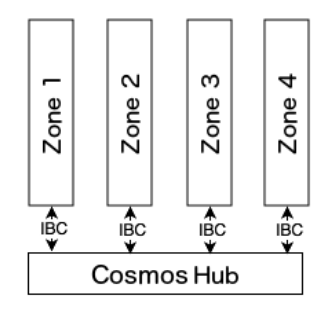 Zone 1
Zone 2
Zone 3
Zone 4
IBC
IBC
IBC
IBC
Cosmos Hub